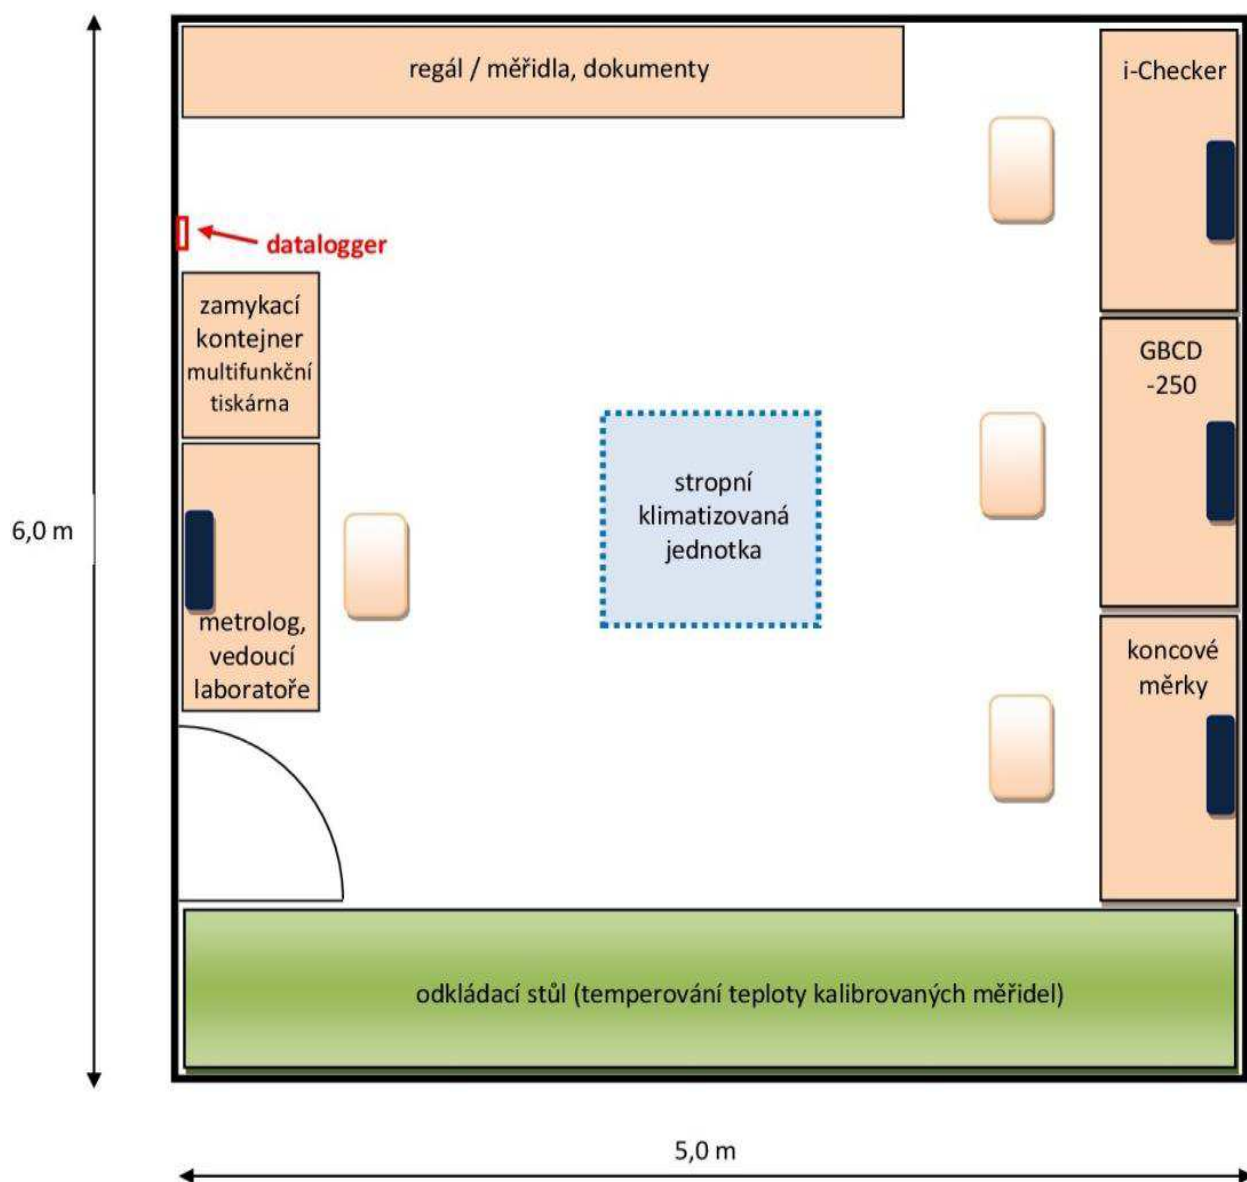 regál / měřidla, dokumenty
i-Checker
datalogger
zamykací
kontejner
multifunkční
tiskárna
GBCD
-250
stropní
klimatizovaná
jednotka
6,0 m
metrolog,
vedoucí
laboratoře
koncové
měrky
odkládací stůl (temperování teploty kalibrovaných měřidel)
5,0 m